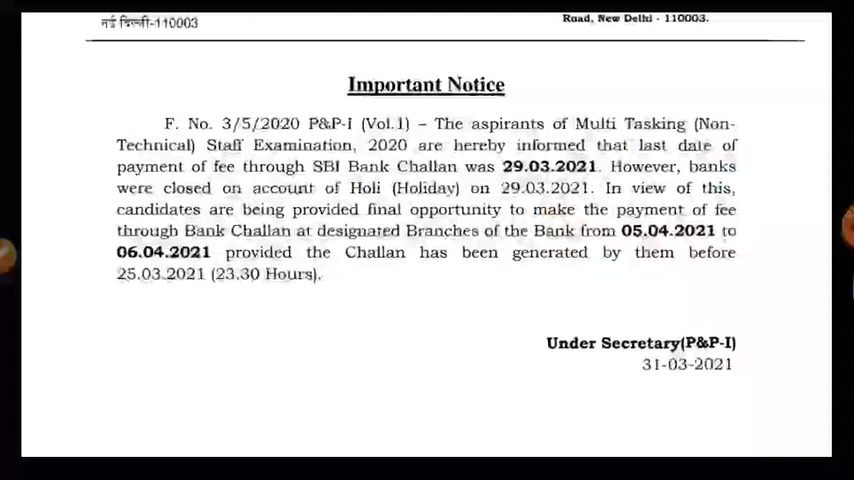 नई दिल्ली-110003
Road, New Delhi - 110003.
Important Notice
F. No. 3/5/2020 P&P-I (Vol.1) – The aspirants of Multi Tasking (Non-
Technical) Staff Examination, 2020 are hereby informed that last date of
payment of fee through SBI Bank Challan was 29.03.2021. However, banks
were closed on account of Holi (Holiday) on 29.03.2021. In view of this,
candidates are being provided final opportunity to make the payment of fee
through Bank Challan at designated Branches of the Bank from 05.04.2021 to
06.04.2021 provided the Challan has been generated by them before
25.03.2021 (23.30 Hours).
Under Secretary(P&P-I)
31-03-2021